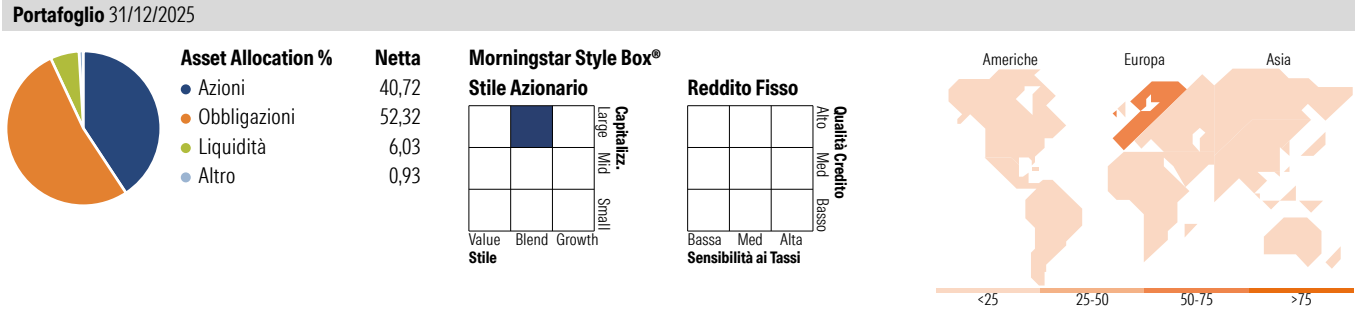 Portafoglio 31/12/2025
Asset Allocation % Netta
Azioni 40,72
Obbligazioni 52,32
Liquidità 6,03
Altro 0,93
Morningstar Style Box®
Stile Azionario
Large
Mid
Small
Capitalizz.
Value Blend Growth
Stile
Reddito Fisso
Alto
Med
Basso
Qualità Credito
Bassa Med Alta
Sensibilità ai Tassi
Americhe Europa Asia
<25 25-50 50-75 >75